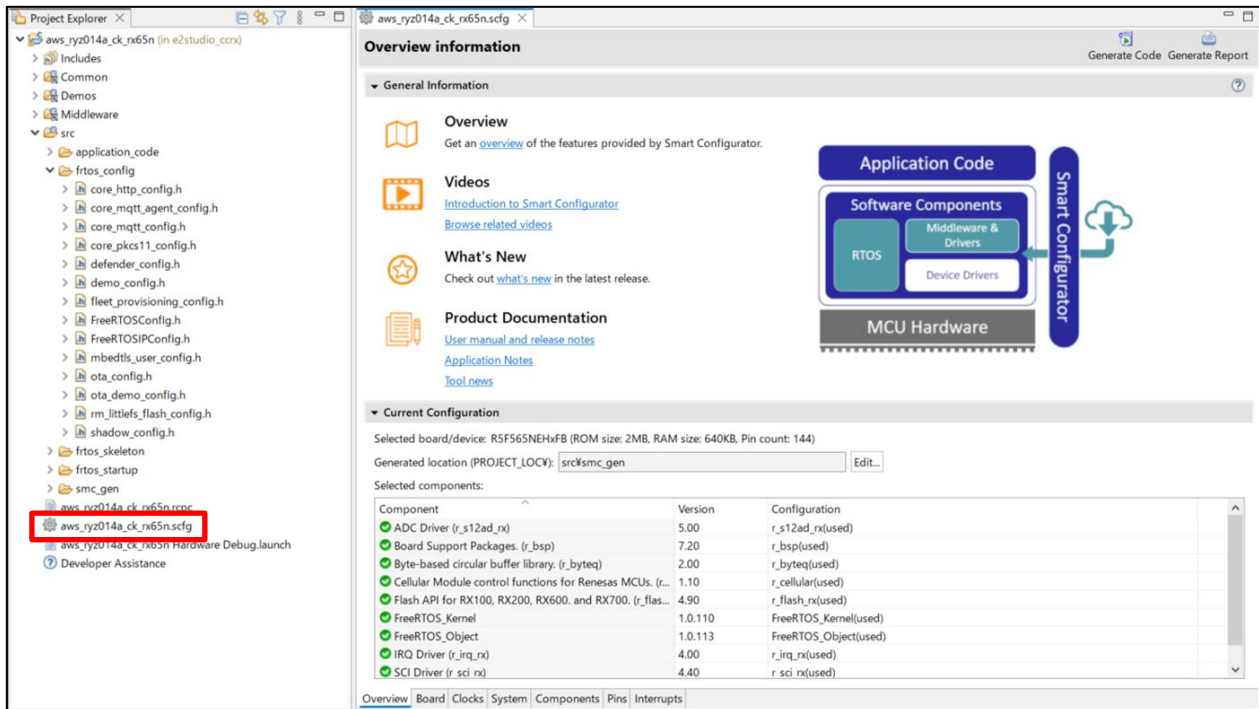 Project Explorer
aws_ryz014a_ck_rx65n (in e2studio_ccrx)
Includes
Common
Demos
Middleware
src
application_code
frtos_config
core_http_config.h
core_mqtt_agent_config.h
core_mqtt_config.h
core_pkcs11_config.h
defender_config.h
demo_config.h
fleet_provisioning_config.h
FreeRTOSConfig.h
FreeRTOSIPConfig.h
mbedtls_user_config.h
ota_config.h
ota_demo_config.h
rm_littlefs_flash_config.h
shadow_config.h
frtos_skeleton
frtos_startup
smc_gen
aws_ryz014a_ck_rx65n.rcpc
aws_ryz014a_ck_rx65n.scfg
aws_ryz014a_ck_rx65n Hardware Debug.launch
Developer Assistance
aws_ryz014a_ck_rx65n.scfg
Overview information
Generate Code Generate Report
General Information
Overview
Get an overview of the features provided by Smart Configurator.
Videos
Introduction to Smart Configurator
Browse related videos
What's New
Check out what's new in the latest release.
Product Documentation
User manual and release notes
Application Notes
Tool news
Application Code
Software Components
RTOS
Middleware &
Drivers
Device Drivers
MCU Hardware
Smart Configurator
Current Configuration
Selected board/device: R5F565NEHxFB (ROM size: 2MB, RAM size: 640KB, Pin count: 144)
Generated location (PROJECT_LOC¥): src¥smc_gen Edit...
Selected components:
Component Version Configuration
ADC Driver (r_s12ad_rx) 5.00 r_s12ad_rx(used)
Board Support Packages. (r_bsp) 7.20 r_bsp(used)
Byte-based circular buffer library. (r_byteq) 2.00 r_byteq(used)
Cellular Module control functions for Renesas MCUs. (r... 1.10 r_cellular(used)
Flash API for RX100, RX200, RX600. and RX700. (r_flas... 4.90 r_flash_rx(used)
FreeRTOS_Kernel 1.0.110 FreeRTOS_Kernel(used)
FreeRTOS_Object 1.0.113 FreeRTOS_Object(used)
IRQ Driver (r_irq_rx) 4.00 r_irq_rx(used)
SCI Driver (r_sci_rx) 4.40 r_sci_rx(used)
Overview Board Clocks System Components Pins Interrupts